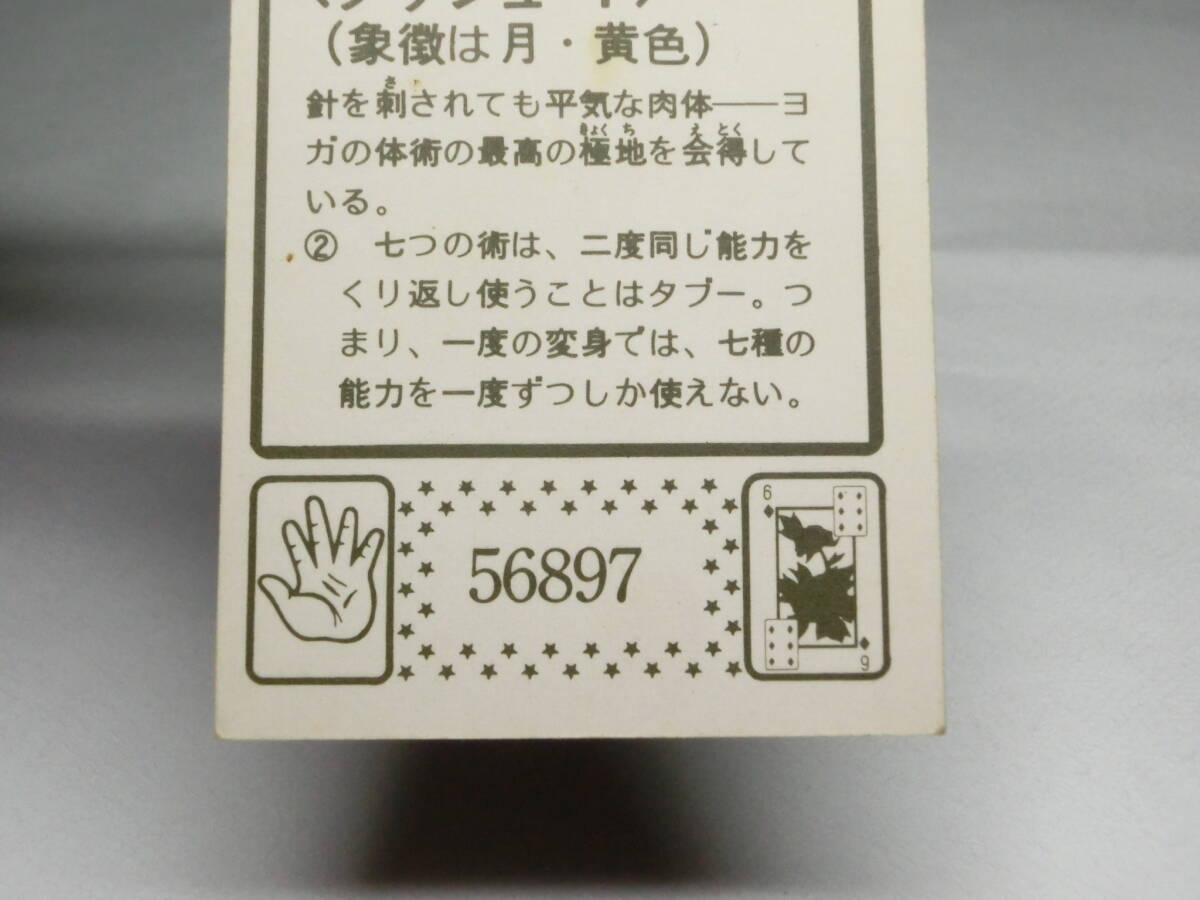 （象徴は月・黄色）
針を刺されても平気な肉体――ヨ
ガの体術の最高の極地を会得して
いる。
② 七つの術は、二度同じ能力を
くり返し使うことはタブー。つ
まり、一度の変身では、七種の
能力を一度ずつしか使えない。
56897
6
6